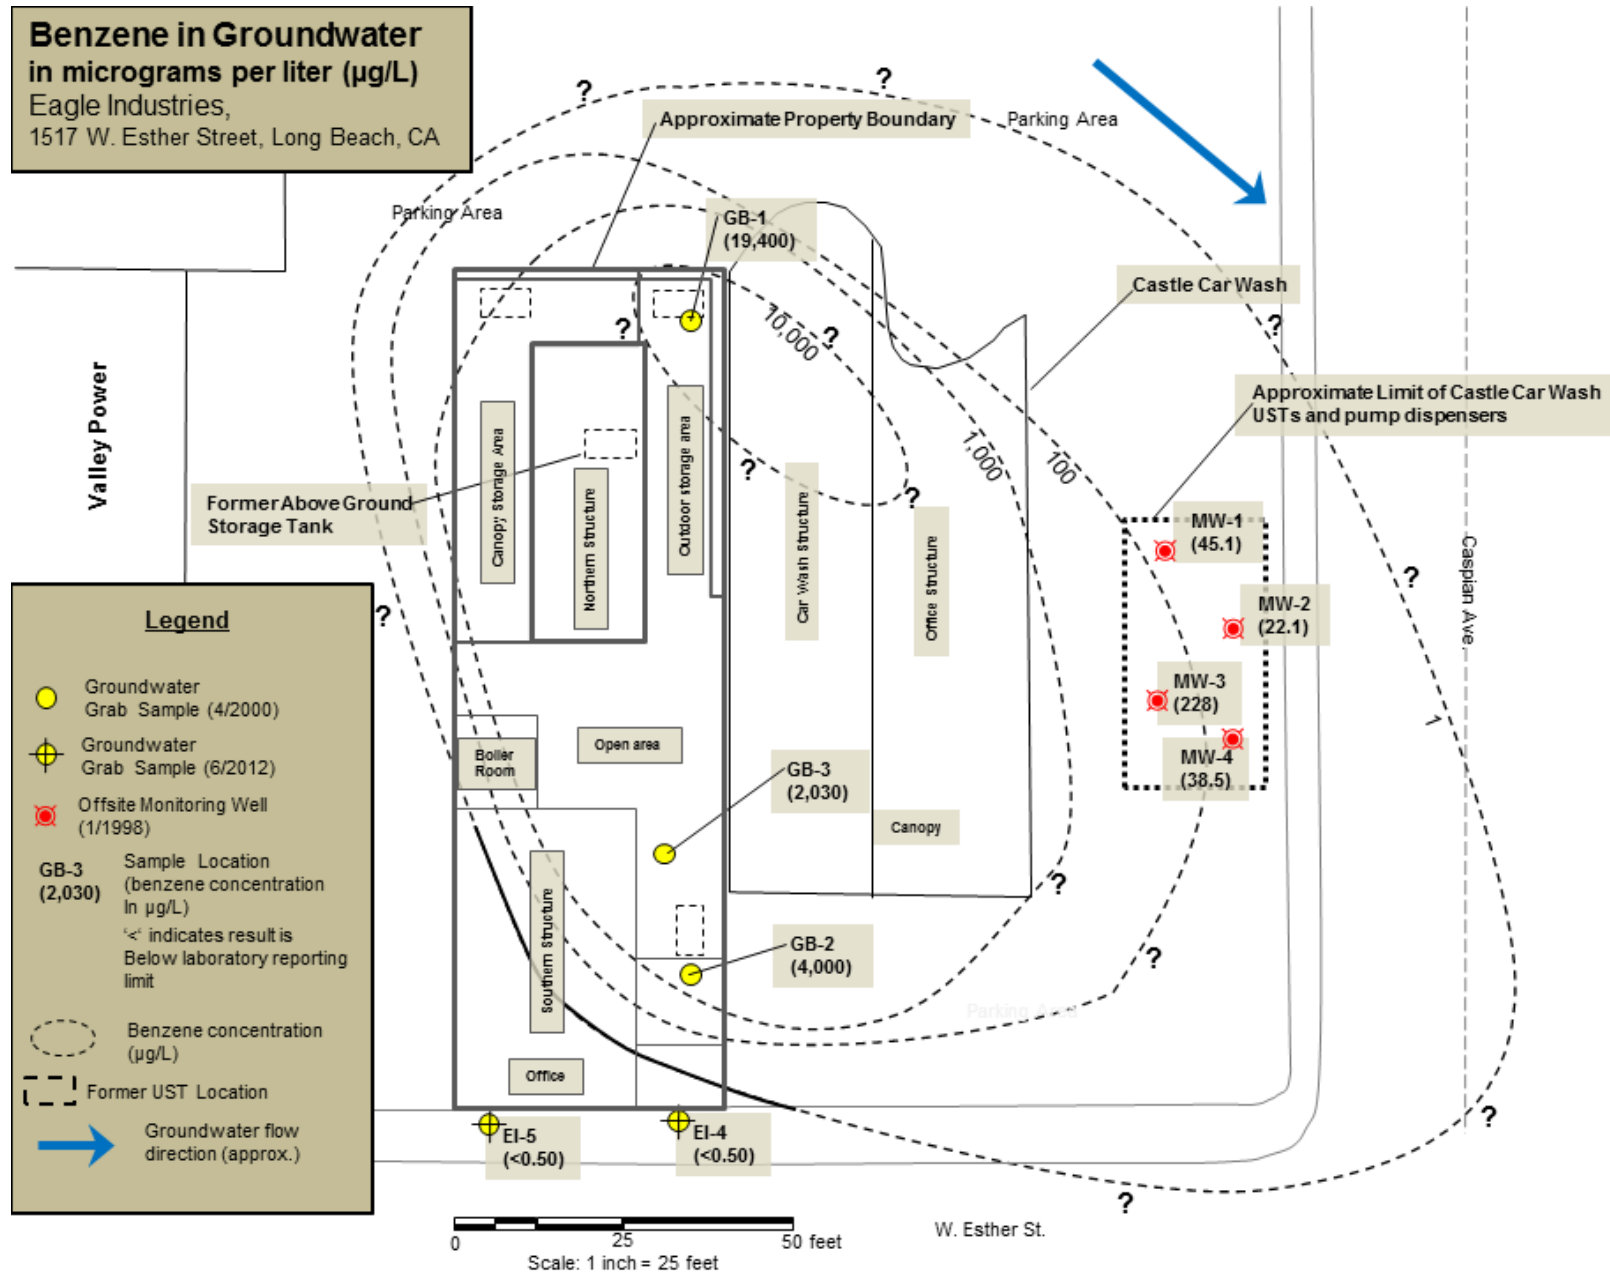 Benzene in Groundwater
in micrograms per liter (µg/L)
Eagle Industries,
1517 W. Esther Street, Long Beach, CA
?
?
Approximate Property Boundary
Parking Area
Parking Area
GB-1
(19,400)
Castle Car Wash
10,000
?
?
?
Valley Power
Approximate Limit of Castle Car Wash
USTs and pump dispensers
1,000
100
?
?
Former Above Ground
Storage Tank
Canopy Storage Area
Northern Structure
Outdoor storage area
Car Wash Structure
Office Structure
MW-1
(45.1)
Caspian Ave.
?
MW-2
(22.1)
?
MW-3
(228)
1
MW-4
(38.5)
Open area
Boiler
Room
GB-3
(2,030)
Canopy
?
Southern Structure
GB-2
(4,000)
?
Parking Area
Office
?
EI-5
(<0.50)
EI-4
(<0.50)
?
Legend
Groundwater
Grab Sample (4/2000)
Groundwater
Grab Sample (6/2012)
Offsite Monitoring Well
(1/1998)
GB-3
(2,030)
Sample Location
(benzene concentration
In µg/L)
'<' indicates result is
Below laboratory reporting
limit
Benzene concentration
(µg/L)
Former UST Location
Groundwater flow
direction (approx.)
0
25
50 feet
Scale: 1 inch = 25 feet
W. Esther St.